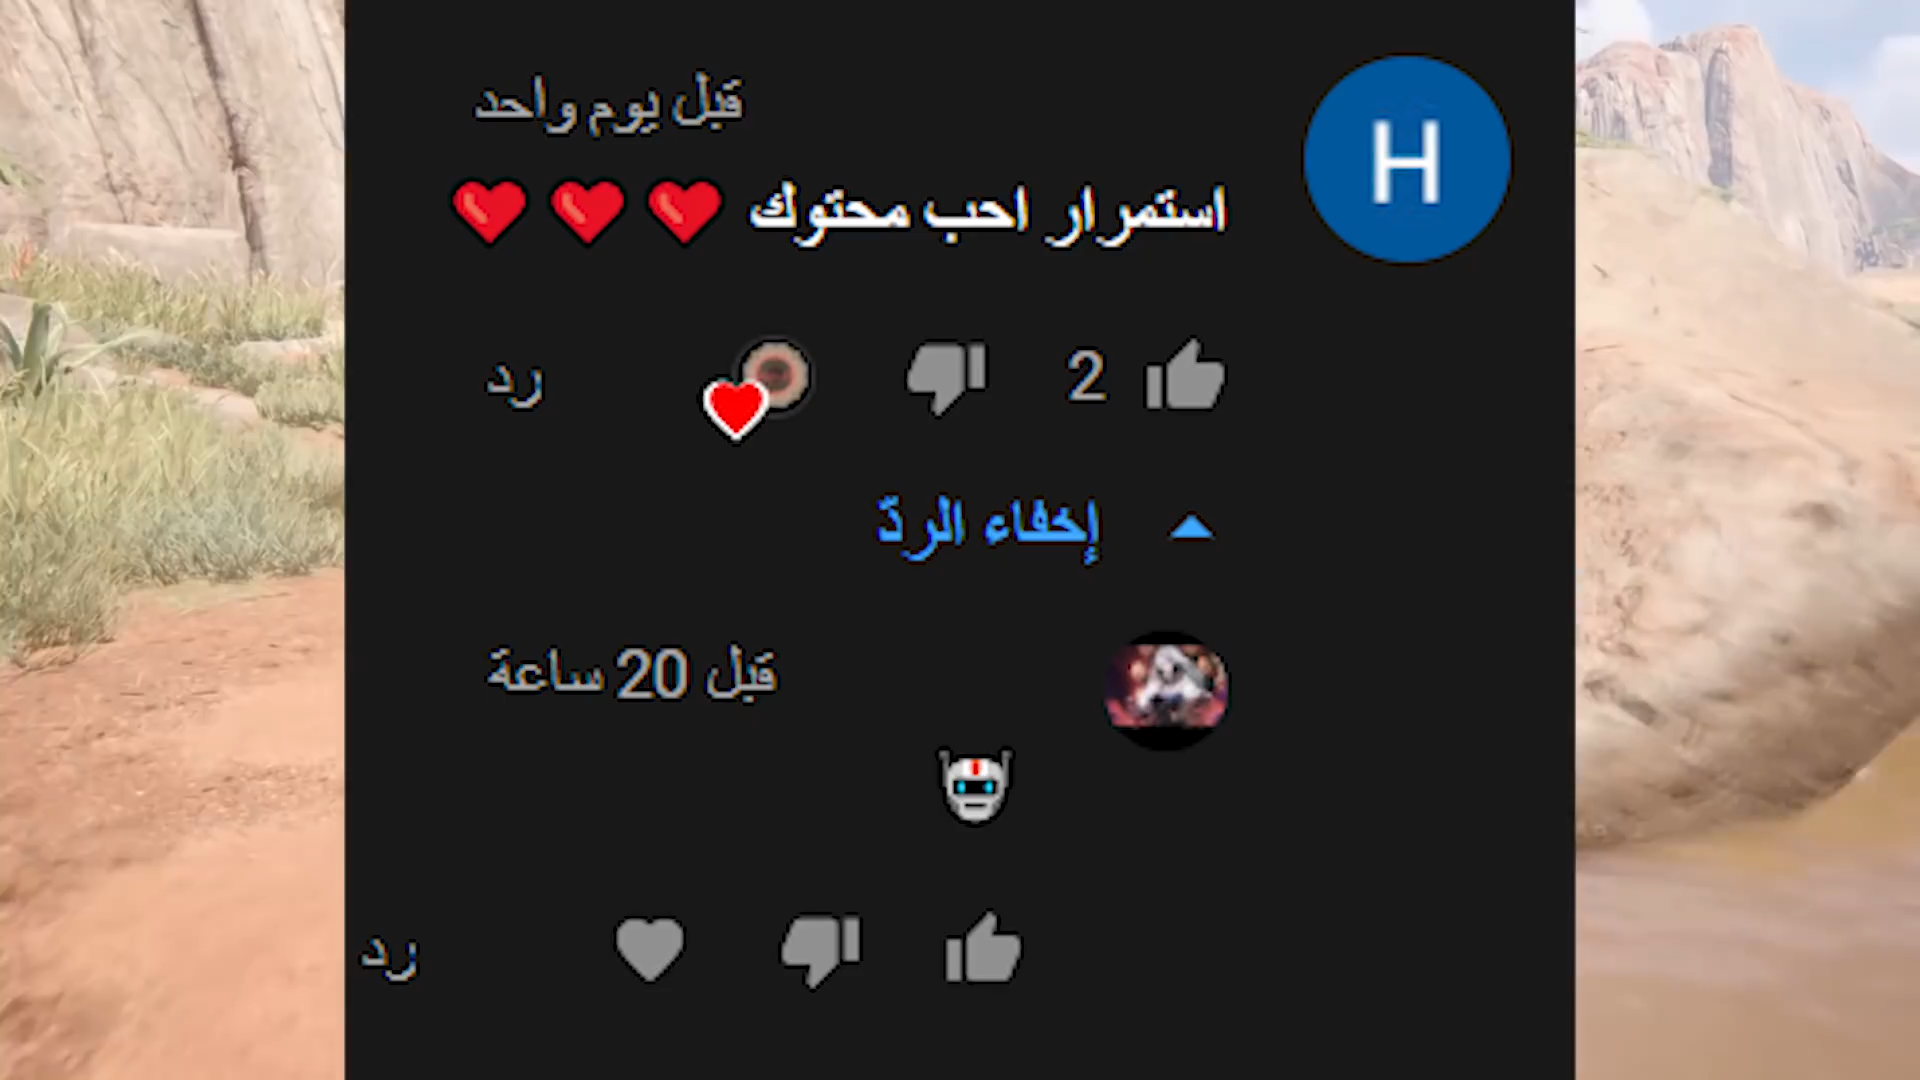 H
قبل يوم واحد
استمرار احب محتوك ❤️ ❤️ ❤️
2
رد
إخفاء الردّ
قبل 20 ساعة
🤖
رد